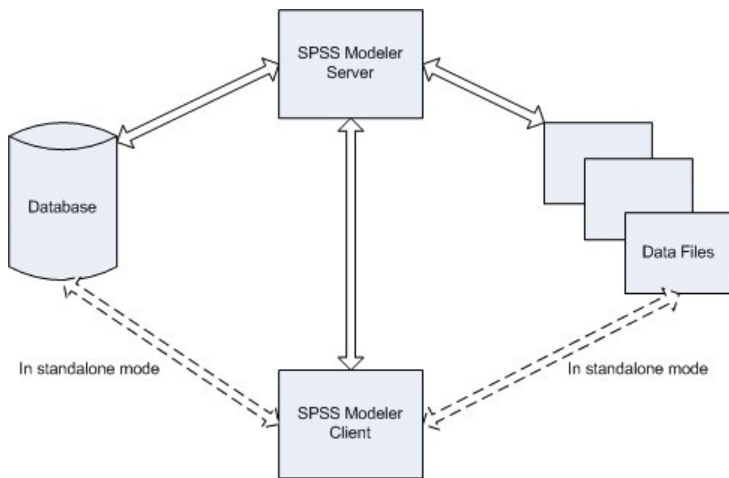 SPSS Modeler
Server
Database
Data Files
In standalone mode
In standalone mode
SPSS Modeler
Client